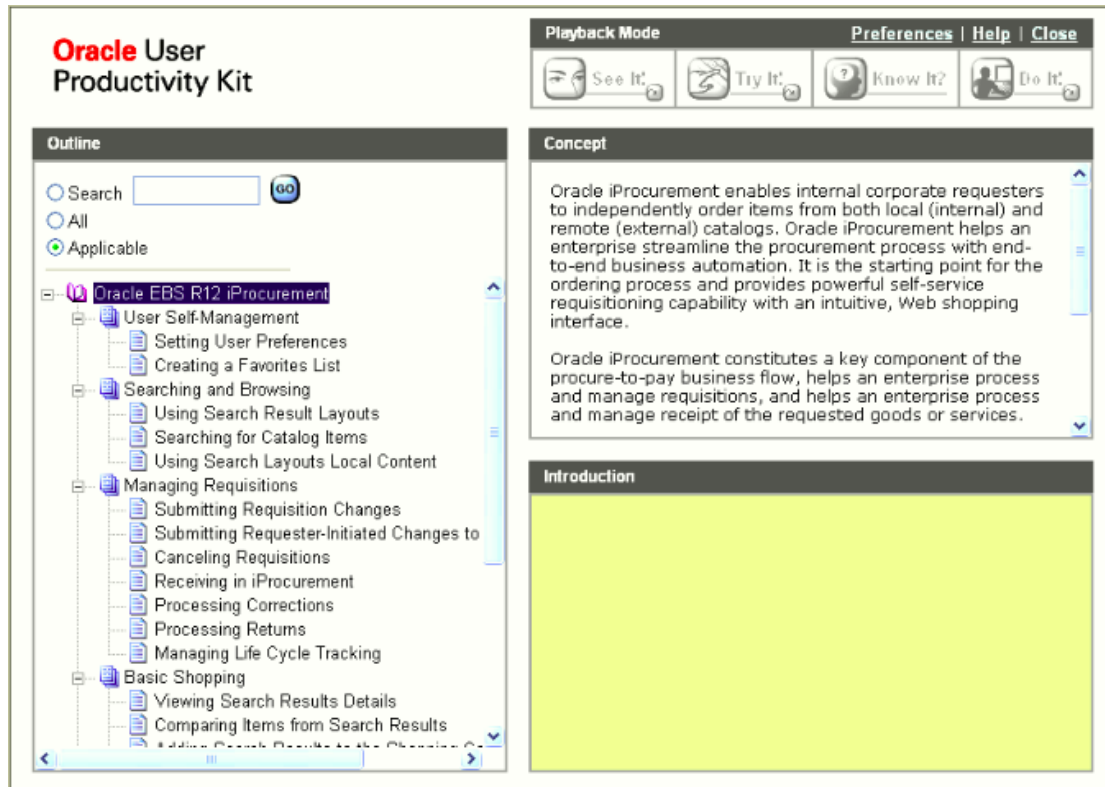 Oracle User
Productivity Kit
Playback Mode
Preferences | Help | Close
See It!
Try It!
Know It?
Do It!
Outline
Search
GO
All
Applicable
Oracle EBS R12 iProcurement
User Self-Management
Setting User Preferences
Creating a Favorites List
Searching and Browsing
Using Search Result Layouts
Searching for Catalog Items
Using Search Layouts Local Content
Managing Requisitions
Submitting Requisition Changes
Submitting Requester-Initiated Changes to
Canceling Requisitions
Receiving in iProcurement
Processing Corrections
Processing Returns
Managing Life Cycle Tracking
Basic Shopping
Viewing Search Results Details
Comparing Items from Search Results
Adding Search Results to the Shopping
Concept
Oracle iProcurement enables internal corporate requesters
to independently order items from both local (internal) and
remote (external) catalogs. Oracle iProcurement helps an
enterprise streamline the procurement process with end-
to-end business automation. It is the starting point for the
ordering process and provides powerful self-service
requisitioning capability with an intuitive, Web shopping
interface.
Oracle iProcurement constitutes a key component of the
procure-to-pay business flow, helps an enterprise process
and manage requisitions, and helps an enterprise process
and manage receipt of the requested goods or services.
Introduction